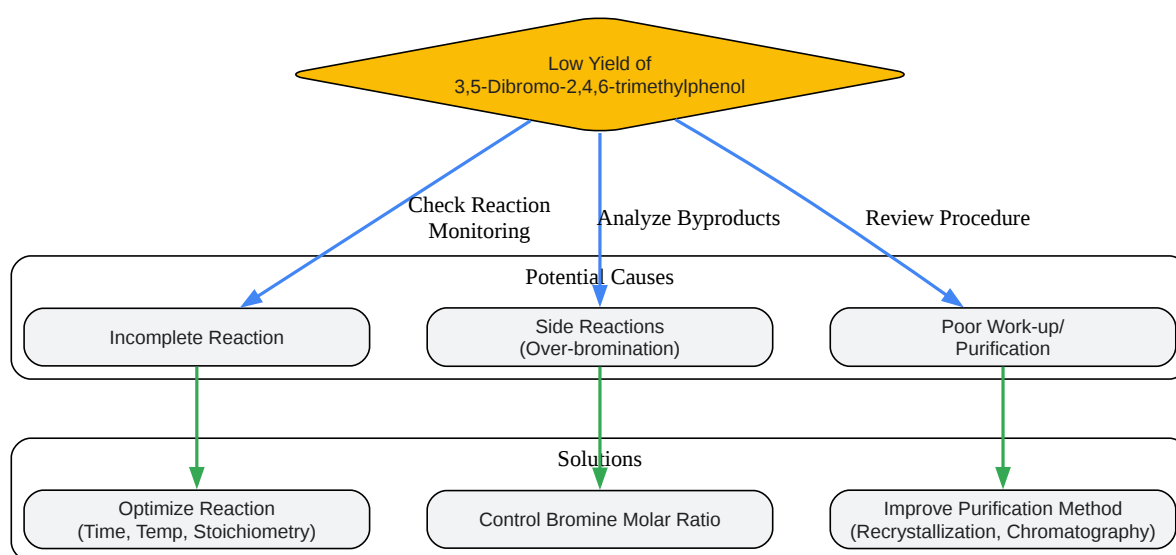 Low Yield of
3,5-Dibromo-2,4,6-trimethylphenol
Check Reaction
Monitoring
Analyze Byproducts
Review Procedure
Potential Causes
Incomplete Reaction
Side Reactions
(Over-bromination)
Poor Work-up/
Purification
Solutions
Optimize Reaction
(Time, Temp, Stoichiometry)
Control Bromine Molar Ratio
Improve Purification Method
(Recrystallization, Chromatography)